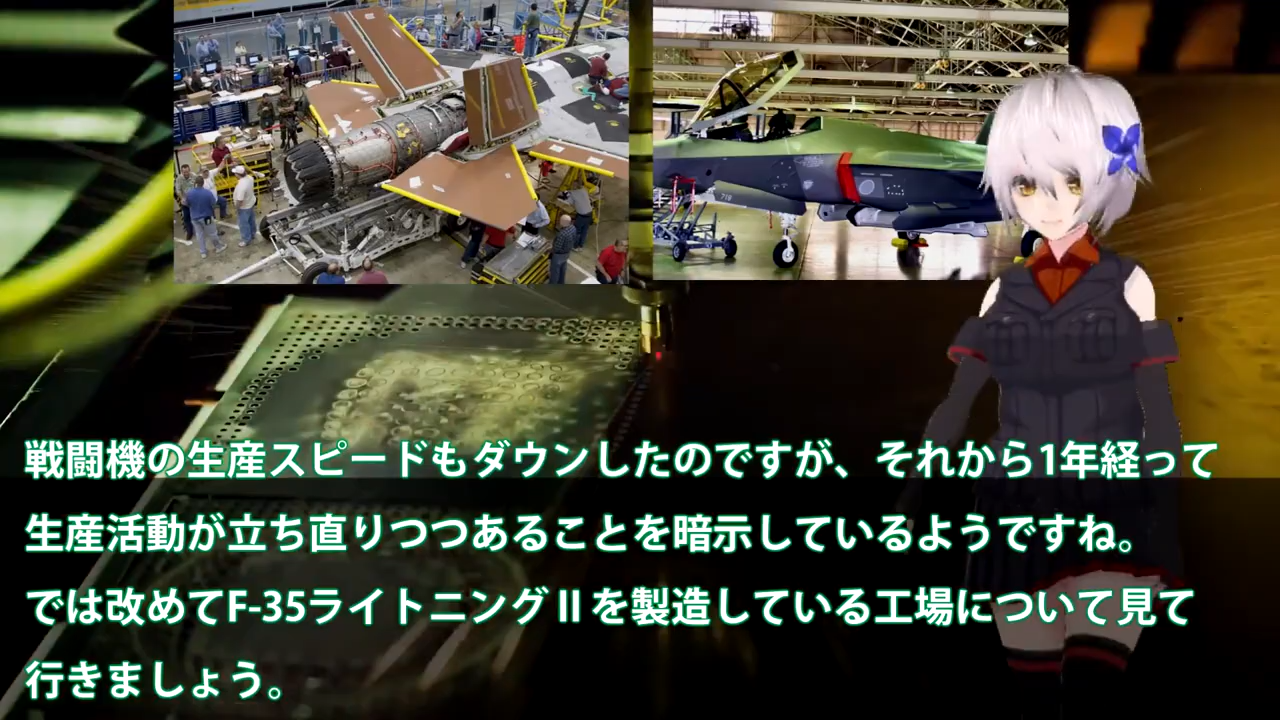 戦闘機の生産スピードもダウンしたのですが、それから1年経って
生産活動が立ち直りつつあることを暗示しているようですね。
では改めてF-35ライトニングⅡを製造している工場について見て
行きましょう。